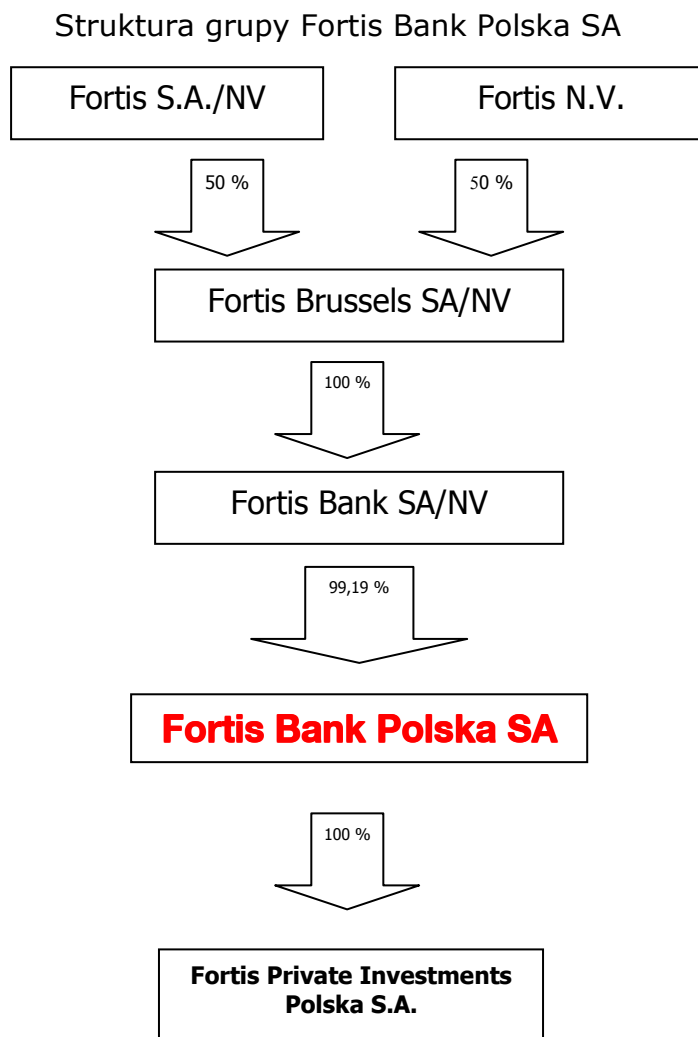 Struktura grupy Fortis Bank Polska SA
Fortis S.A./NV
Fortis N.V.
50 %
50 %
Fortis Brussels SA/NV
100 %
Fortis Bank SA/NV
99,19 %
Fortis Bank Polska SA
100 %
Fortis Private Investments
Polska S.A.